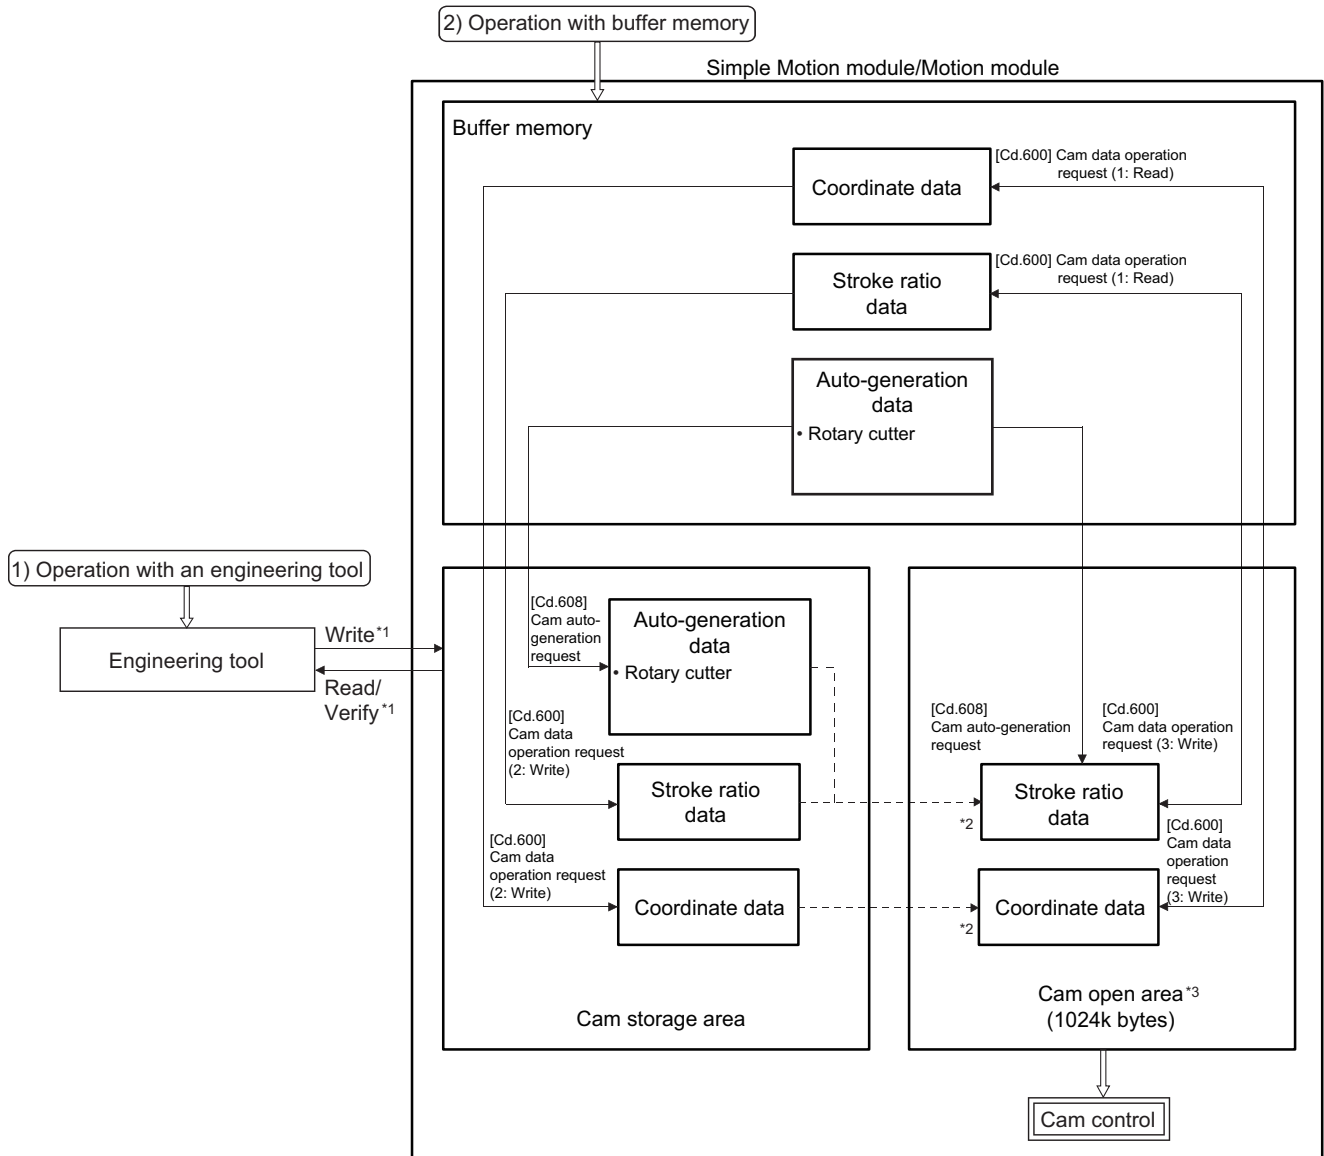 2) Operation with buffer memory
Simple Motion module/Motion module
Buffer memory
Coordinate data
[Cd.600] Cam data operation
request (1: Read)
Stroke ratio
data
[Cd.600] Cam data operation
request (1: Read)
Auto-generation
data
• Rotary cutter
1) Operation with an engineering tool
Engineering tool
Write*1
Read/
Verify*1
[Cd.608]
Cam auto-
generation
request
Auto-generation
data
• Rotary cutter
[Cd.600]
Cam data
operation request
(2: Write)
Stroke ratio
data
[Cd.600]
Cam data
operation request
(2: Write)
Coordinate data
Cam storage area
[Cd.608]
Cam auto-generation
request
[Cd.600]
Cam data operation
request (3: Write)
Stroke ratio
data
*2
[Cd.600]
Cam data
operation
request
(3: Write)
Coordinate data
*2
Cam open area*3
(1024k bytes)
Cam control